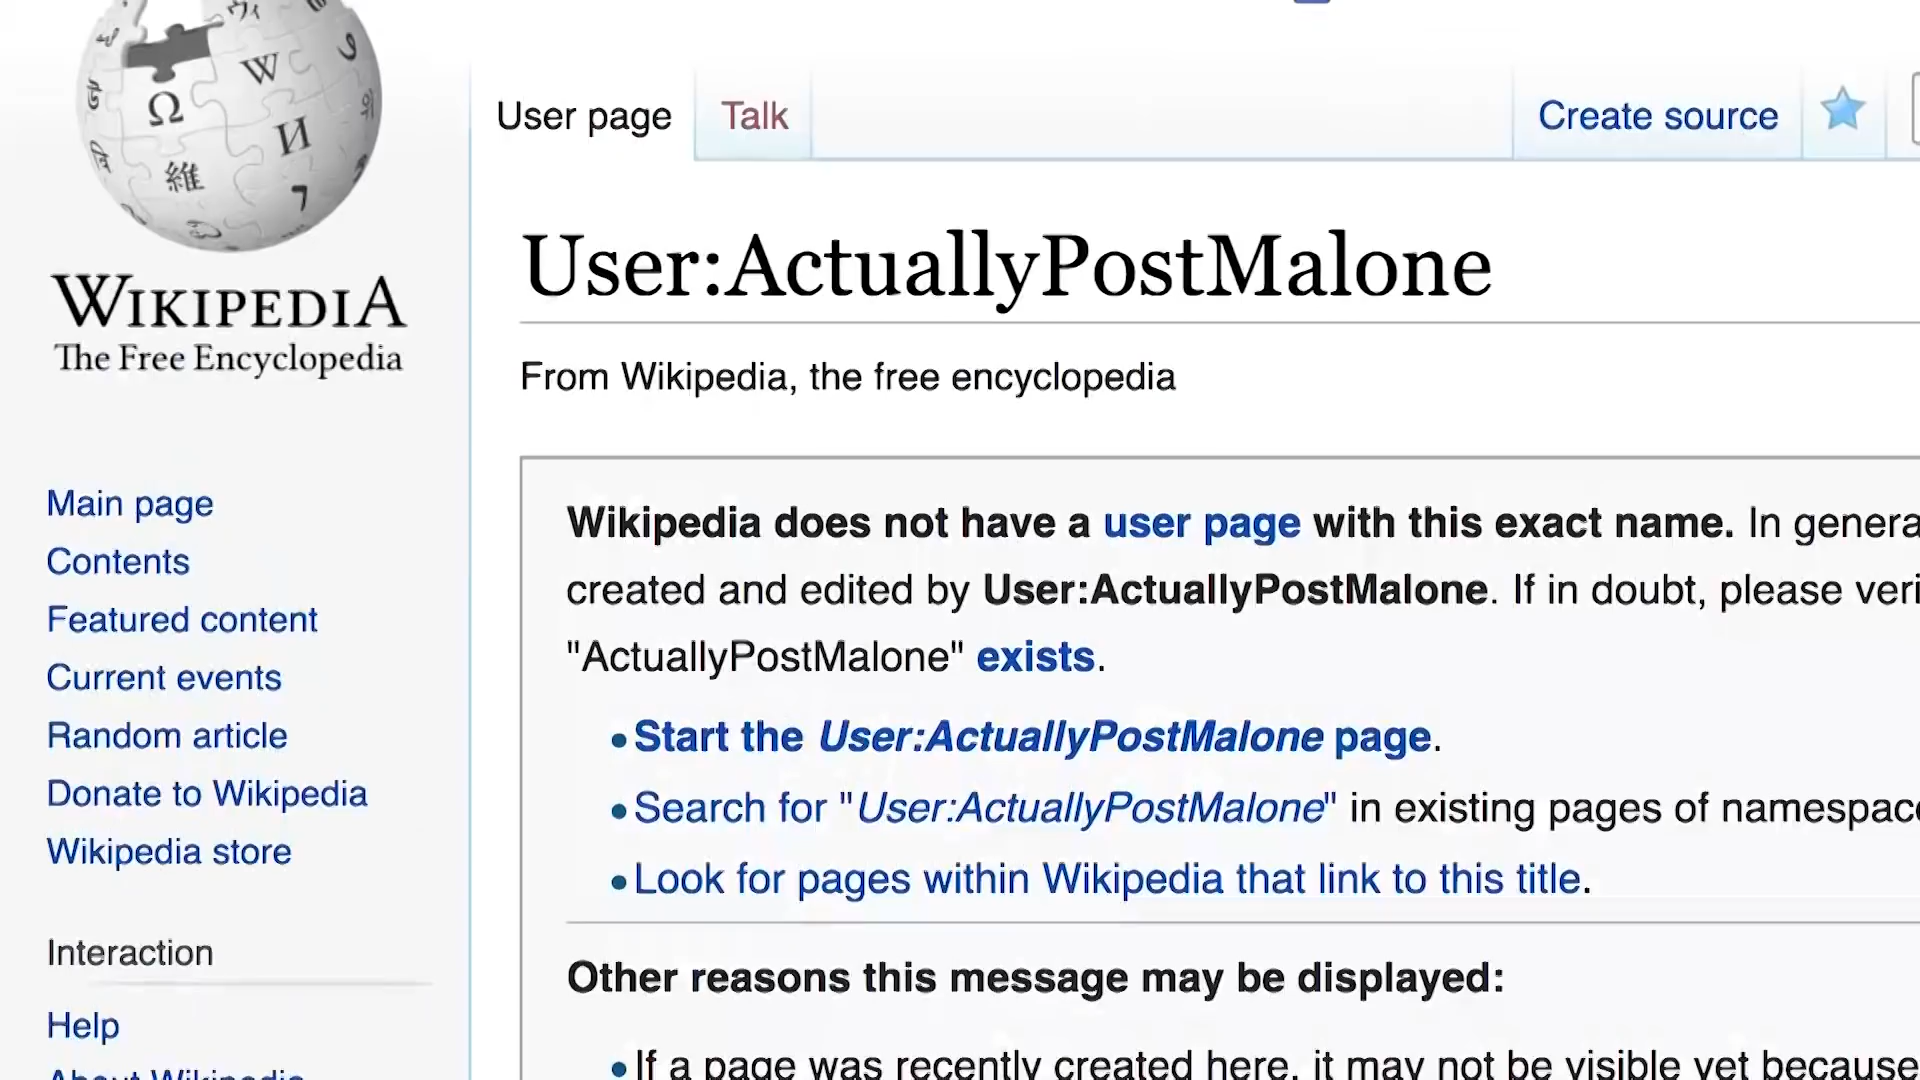 WIKIPEDIA
The Free Encyclopedia
Main page
Contents
Featured content
Current events
Random article
Donate to Wikipedia
Wikipedia store
Interaction
Help
About Wikipedia
User page
Talk
Create source
User:ActuallyPostMalone
From Wikipedia, the free encyclopedia
Wikipedia does not have a user page with this exact name. In
created and edited by User:ActuallyPostMalone. If in doubt, please
"ActuallyPostMalone" exists.
• Start the User:ActuallyPostMalone page.
• Search for "User:ActuallyPostMalone" in existing pages of
• Look for pages within Wikipedia that link to this title.
Other reasons this message may be displayed:
• If a page was recently created here, it may not be visible yet because